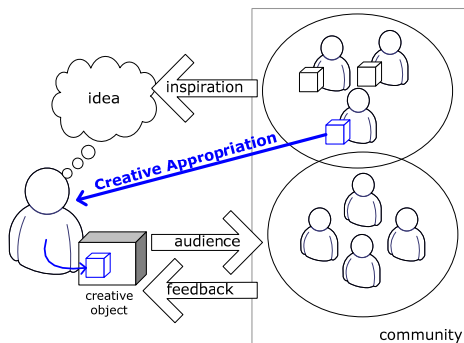 idea
inspiration
Creative Appropriation
audience
feedback
creative
object
community